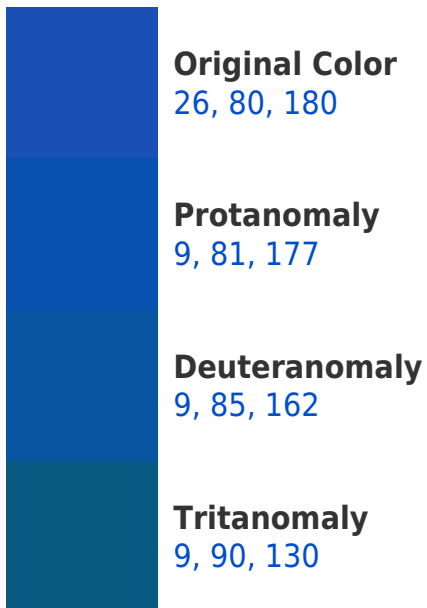 Original Color
26, 80, 180
Protanomaly
9, 81, 177
Deuteranomaly
9, 85, 162
Tritanomaly
9, 90, 130